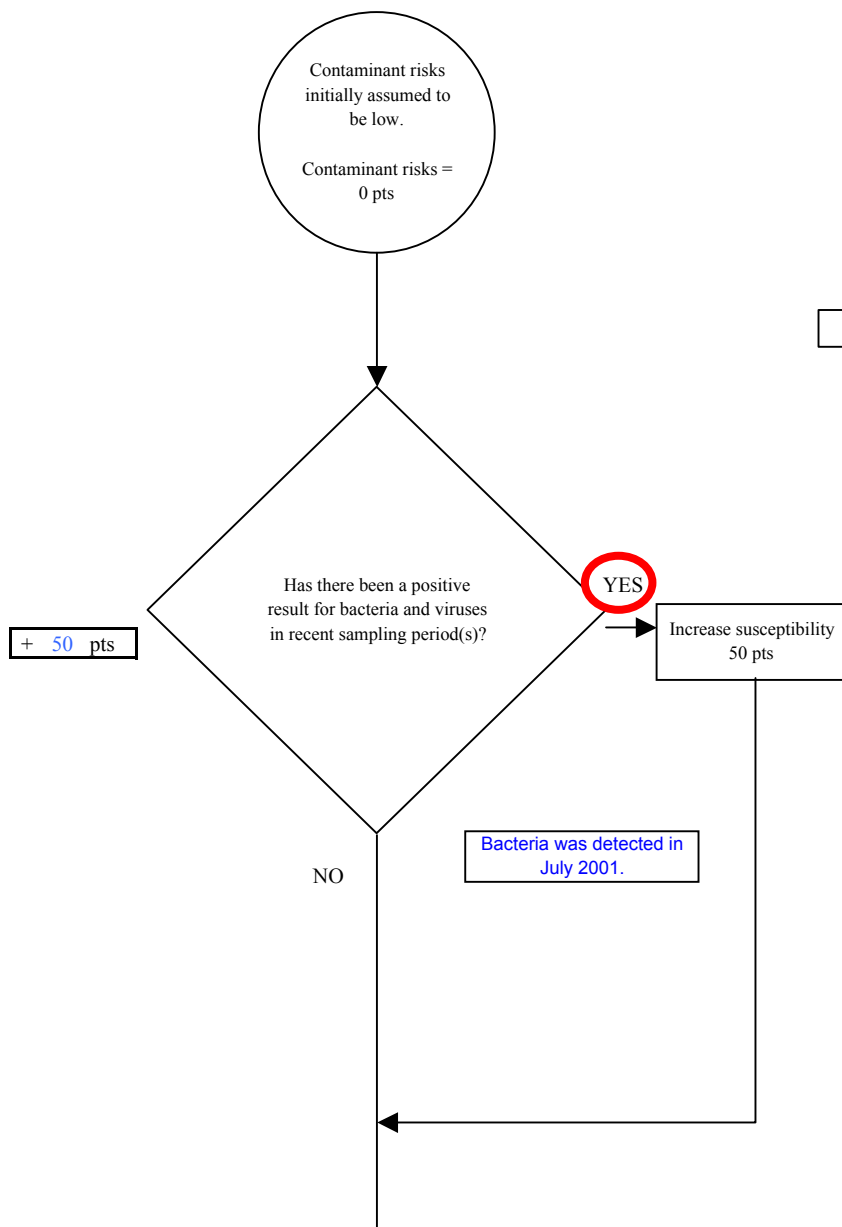 Contaminant risks
initially assumed to
be low.
Contaminant risks =
0 pts
Has there been a positive
result for bacteria and viruses
in recent sampling period(s)?
YES
+ 50 pts
Increase susceptibility
50 pts
Bacteria was detected in
July 2001.
NO